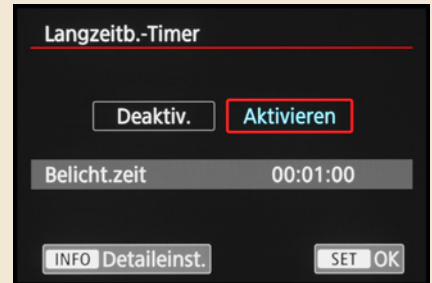 Langzeitb.-Timer
Deaktiv. Aktivieren
Belicht.zeit 00:01:00
INFO Detaileinst. SET OK